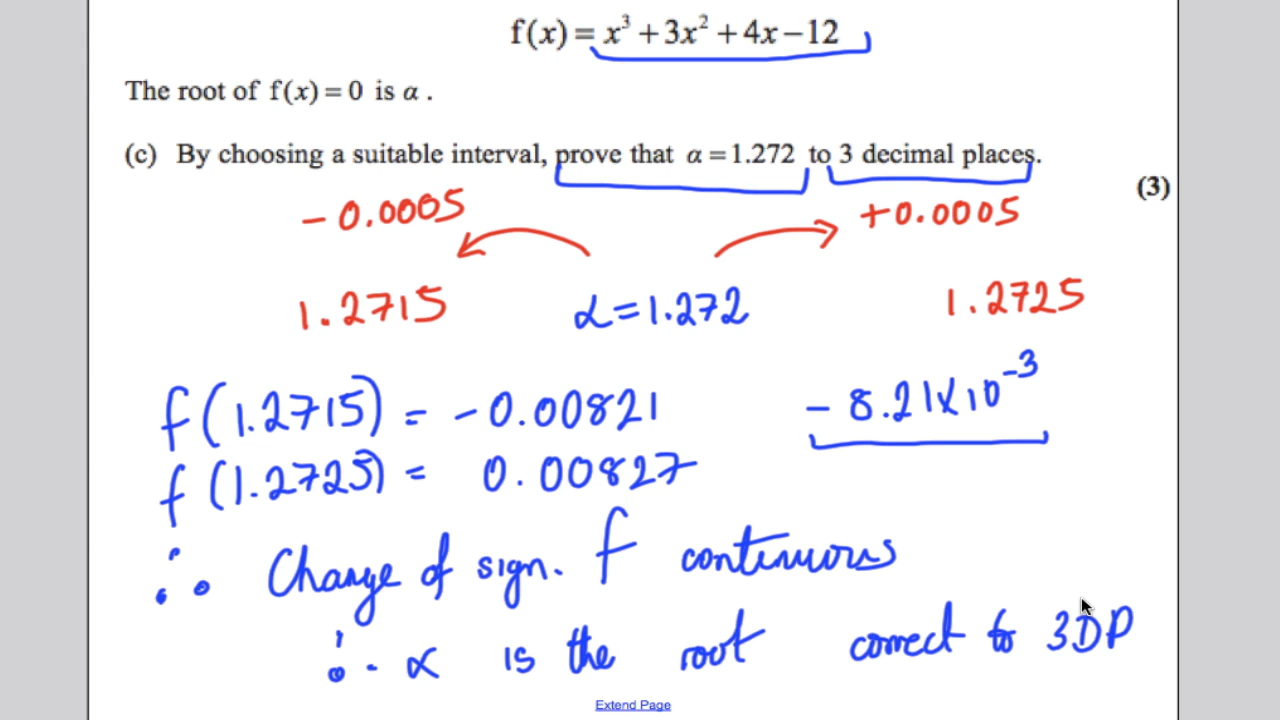 f(x) = x³ + 3x² + 4x − 12
The root of f(x) = 0 is α.
(c) By choosing a suitable interval, prove that α = 1.272 to 3 decimal places.
(3)
− 0.0005 +0.0005
1.2715 α = 1.272 1.2725
f(1.2715) = −0.00821 − 8.21×10⁻³
f(1.2725) = 0.00827
∴ Change of sign. f continuous
∴ α is the root correct to 3DP
Extend Page